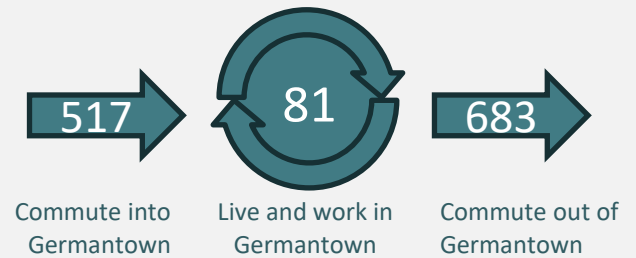 517
81
683
Commute into
Germantown
Live and work in
Germantown
Commute out of
Germantown